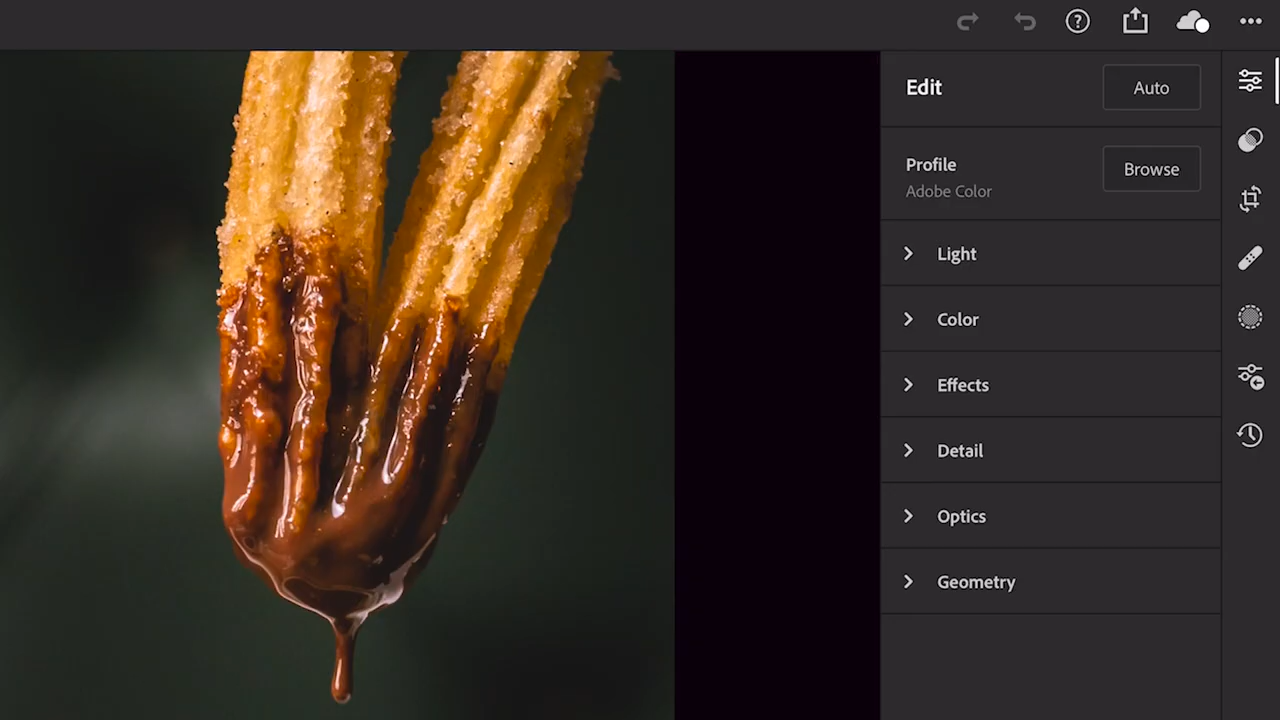 Edit
Auto
Profile
Adobe Color
Browse
Light
Color
Effects
Detail
Optics
Geometry